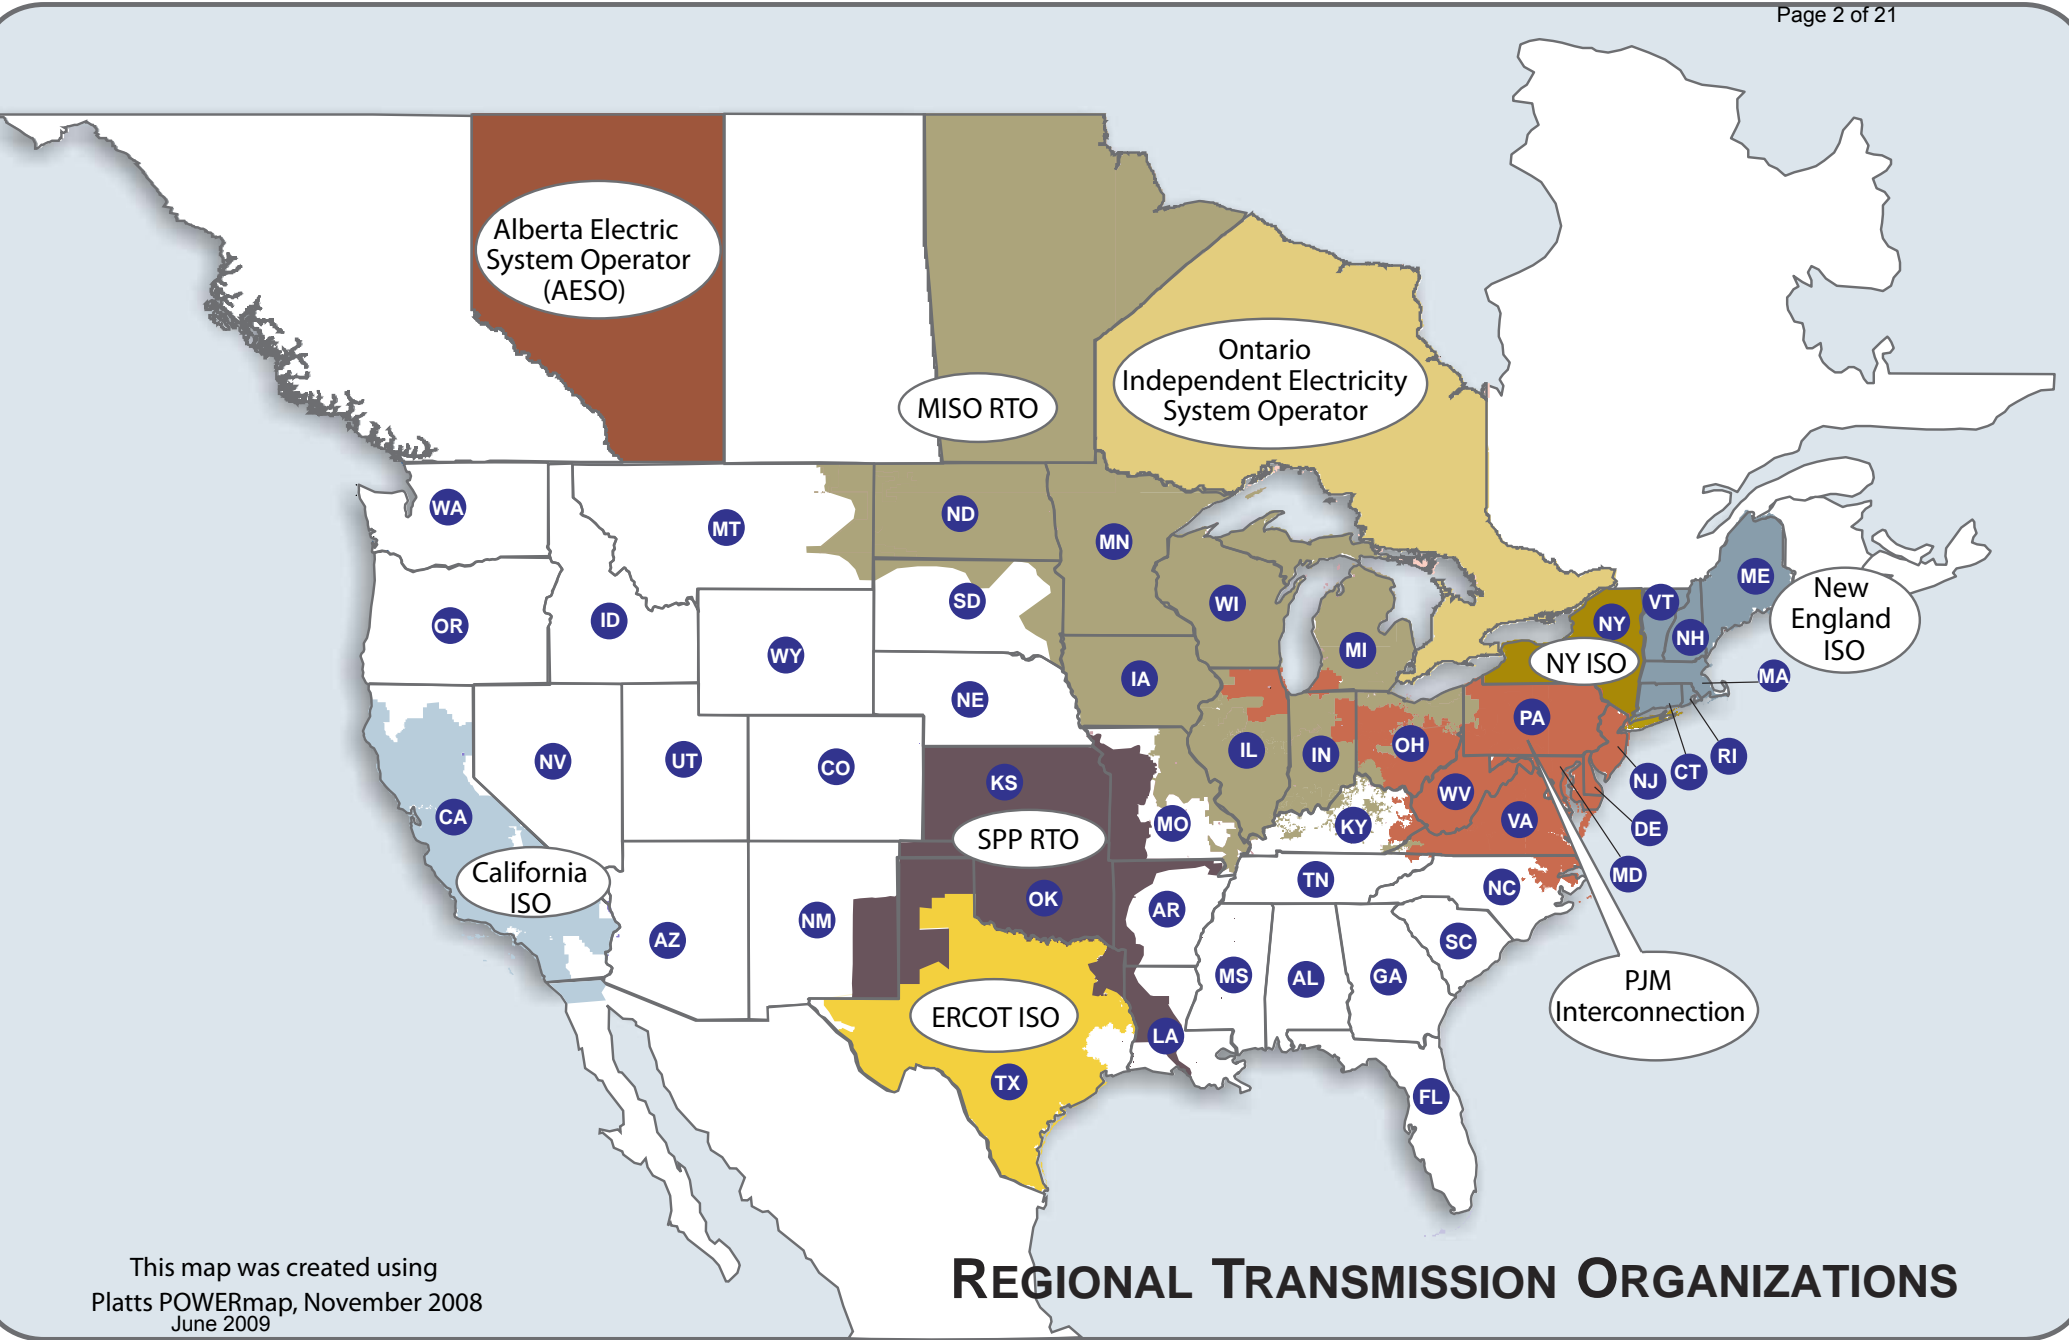 Page 2 of 21
Alberta Electric
System Operator
(AESO)
Ontario
Independent Electricity
System Operator
MISO RTO
WA
MT
ND
MN
OR
ID
WY
SD
WI
MI
NY
VT
NH
ME
New
England
ISO
NY ISO
MA
NE
IA
PA
NV
UT
CO
KS
IL
IN
OH
WV
VA
NJ
CT
RI
DE
MD
CA
California
ISO
SPP RTO
MO
KY
TN
NC
AZ
NM
OK
AR
SC
MS
AL
GA
PJM
Interconnection
ERCOT ISO
LA
TX
FL
This map was created using
Platts POWERmap, November 2008
June 2009
REGIONAL TRANSMISSION ORGANIZATIONS